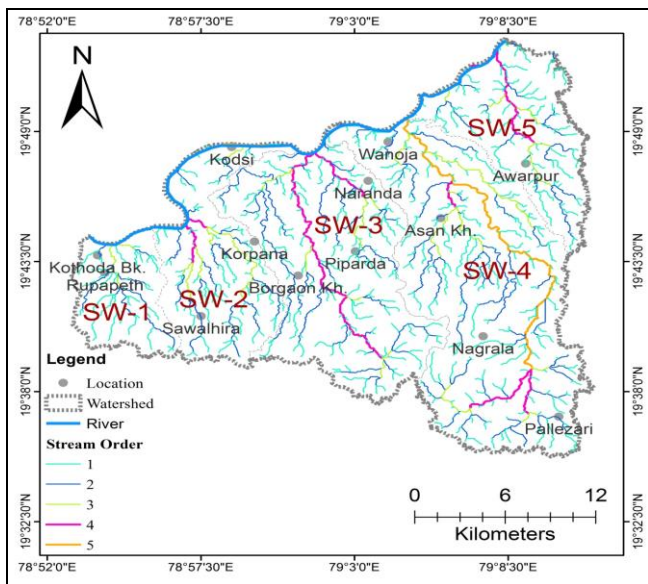 78°52'0"E 78°57'30"E 79°3'0"E 79°8'30"E
N
19°49'0"N 19°49'0"N
SW-5
Kodsi
Wanoja
Awarpur
Naranda
SW-3
Asan Kh.
19°43'30"N 19°43'30"N
Korpana
Piparda
Kothoda Bk.
Rupapeth
Borgaon Kh.
SW-4
SW-2
SW-1
Sawalhira
Nagrala
Legend
Location
Watershed
River
Stream Order
1
2
3
4
5
19°38'0"N 19°38'0"N
Pallezari
0 6 12
Kilometers
19°32'30"N 19°32'30"N
78°52'0"E 78°57'30"E 79°3'0"E 79°8'30"E